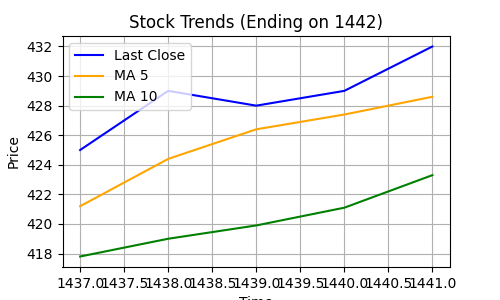 Stock Trends (Ending on 1442)
Last Close
MA 5
MA 10
Price
432
430
428
426
424
422
420
418
1437.0 1437.5 1438.0 1438.5 1439.0 1439.5 1440.0 1440.5 1441.0
Time